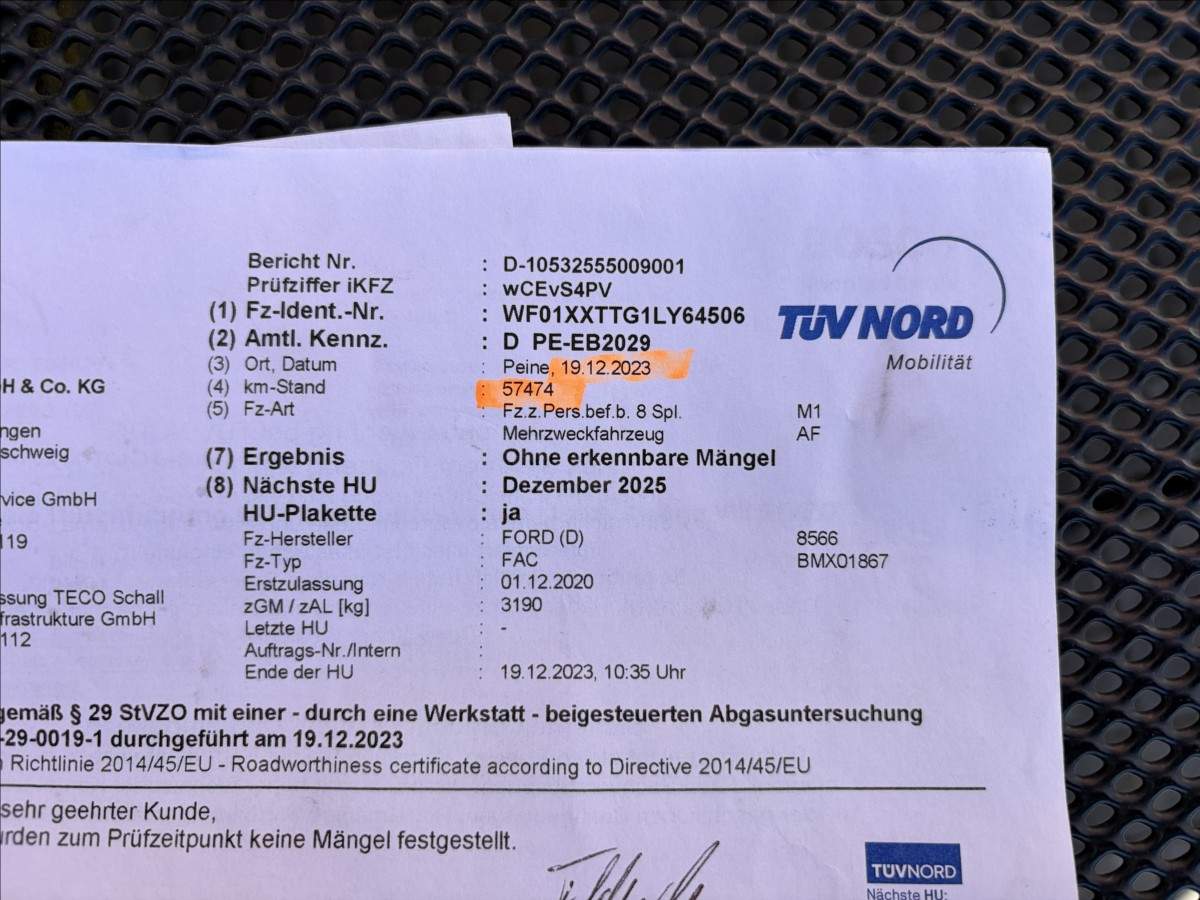 Bericht Nr. : D-10532555009001
Prüfziffer iKFZ : wCEvS4PV
(1) Fz-Ident.-Nr. : WF01XXTTG1LY64506
(2) Amtl. Kennz. : D PE-EB2029
(3) Ort, Datum : Peine, 19.12.2023
H & Co. KG
(4) km-Stand : 57474
(5) Fz-Art : Fz.z.Pers.bef.b. 8 Spl. M1
ngen
Mehrzweckfahrzeug AF
schweig
(7) Ergebnis : Ohne erkennbare Mängel
(8) Nächste HU : Dezember 2025
vice GmbH
HU-Plakette : ja
119
Fz-Hersteller : FORD (D) 8566
Fz-Typ : FAC BMX01867
Erstzulassung : 01.12.2020
ssung TECO Schall
zGM / zAL [kg] : 3190
frastrukture GmbH
Letzte HU : -
112
Auftrags-Nr./Intern :
Ende der HU : 19.12.2023, 10:35 Uhr
TÜV NORD
Mobilität
gemäß § 29 StVZO mit einer - durch eine Werkstatt - beigesteuerten Abgasuntersuchung
-29-0019-1 durchgeführt am 19.12.2023
Richtlinie 2014/45/EU - Roadworthiness certificate according to Directive 2014/45/EU
sehr geehrter Kunde,
urden zum Prüfzeitpunkt keine Mängel festgestellt.
TÜVNORD
Nächste HU: